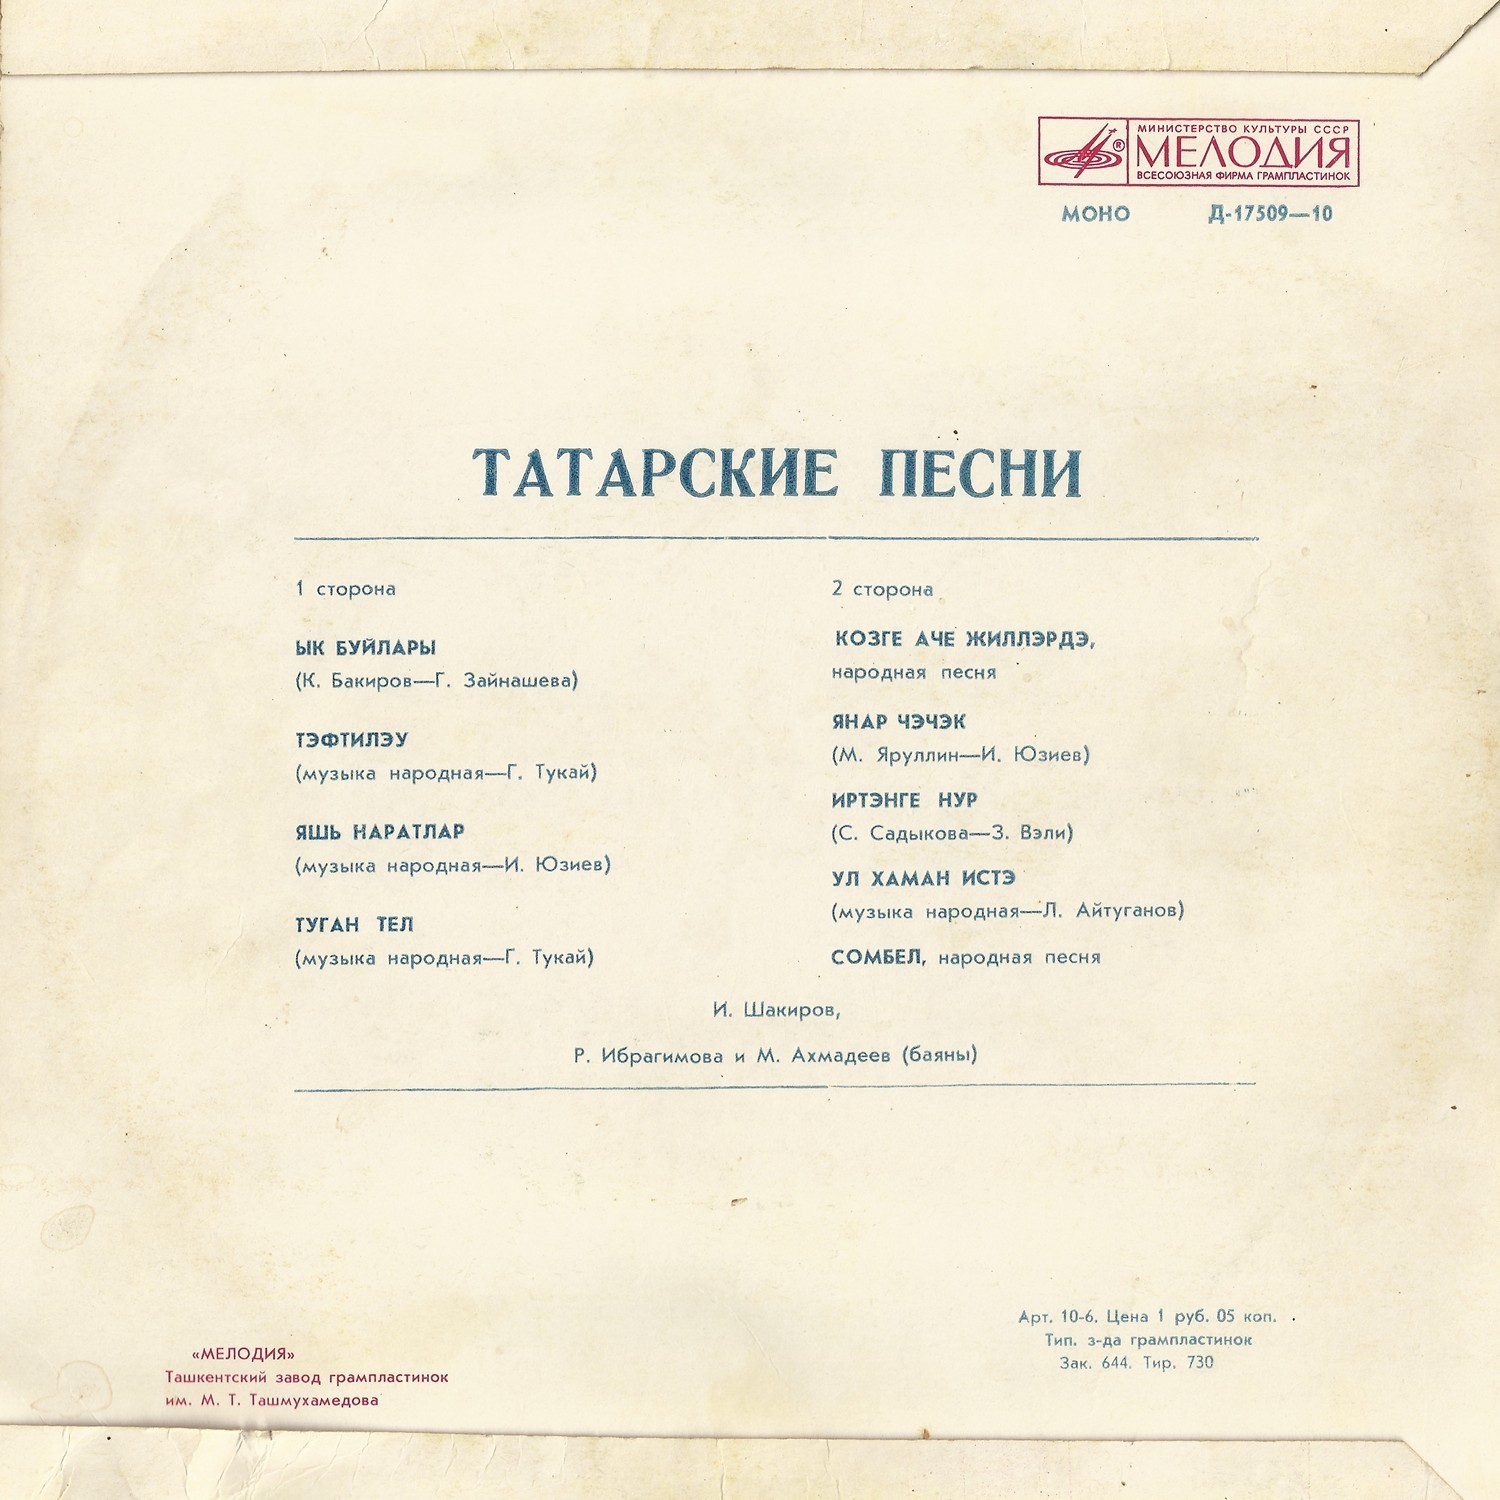 МИНИСТЕРСТВО КУЛЬТУРЫ СССР
МЕЛОДИЯ
ВСЕСОЮЗНАЯ ФИРМА ГРАМПЛАСТИНОК
МОНО Д-17509—10
ТАТАРСКИЕ ПЕСНИ
1 сторона
ЫК БУЙЛАРЫ
(К. Бакиров—Г. Зайнашева)
ТЭФТИЛЭУ
(музыка народная—Г. Тукай)
ЯШЬ НАРАТЛАР
(музыка народная—И. Юзиев)
ТУГАН ТЕЛ
(музыка народная—Г. Тукай)
2 сторона
КОЗГЕ АЧЕ ЖИЛЛЭРДЭ,
народная песня
ЯНАР ЧЭЧЭК
(М. Яруллин—И. Юзиев)
ИРТЭНГЕ НУР
(С. Садыкова—З. Вэли)
УЛ ХАМАН ИСТЭ
(музыка народная—Л. Айтуганов)
СОМБЕЛ, народная песня
И. Шакиров,
Р. Ибрагимова и М. Ахмадеев (баяны)
«МЕЛОДИЯ»
Ташкентский завод грампластинок
им. М. Т. Ташмухамедова
Арт. 10-6. Цена 1 руб. 05 коп.
Тип. з-да грампластинок
Зак. 644. Тир. 730